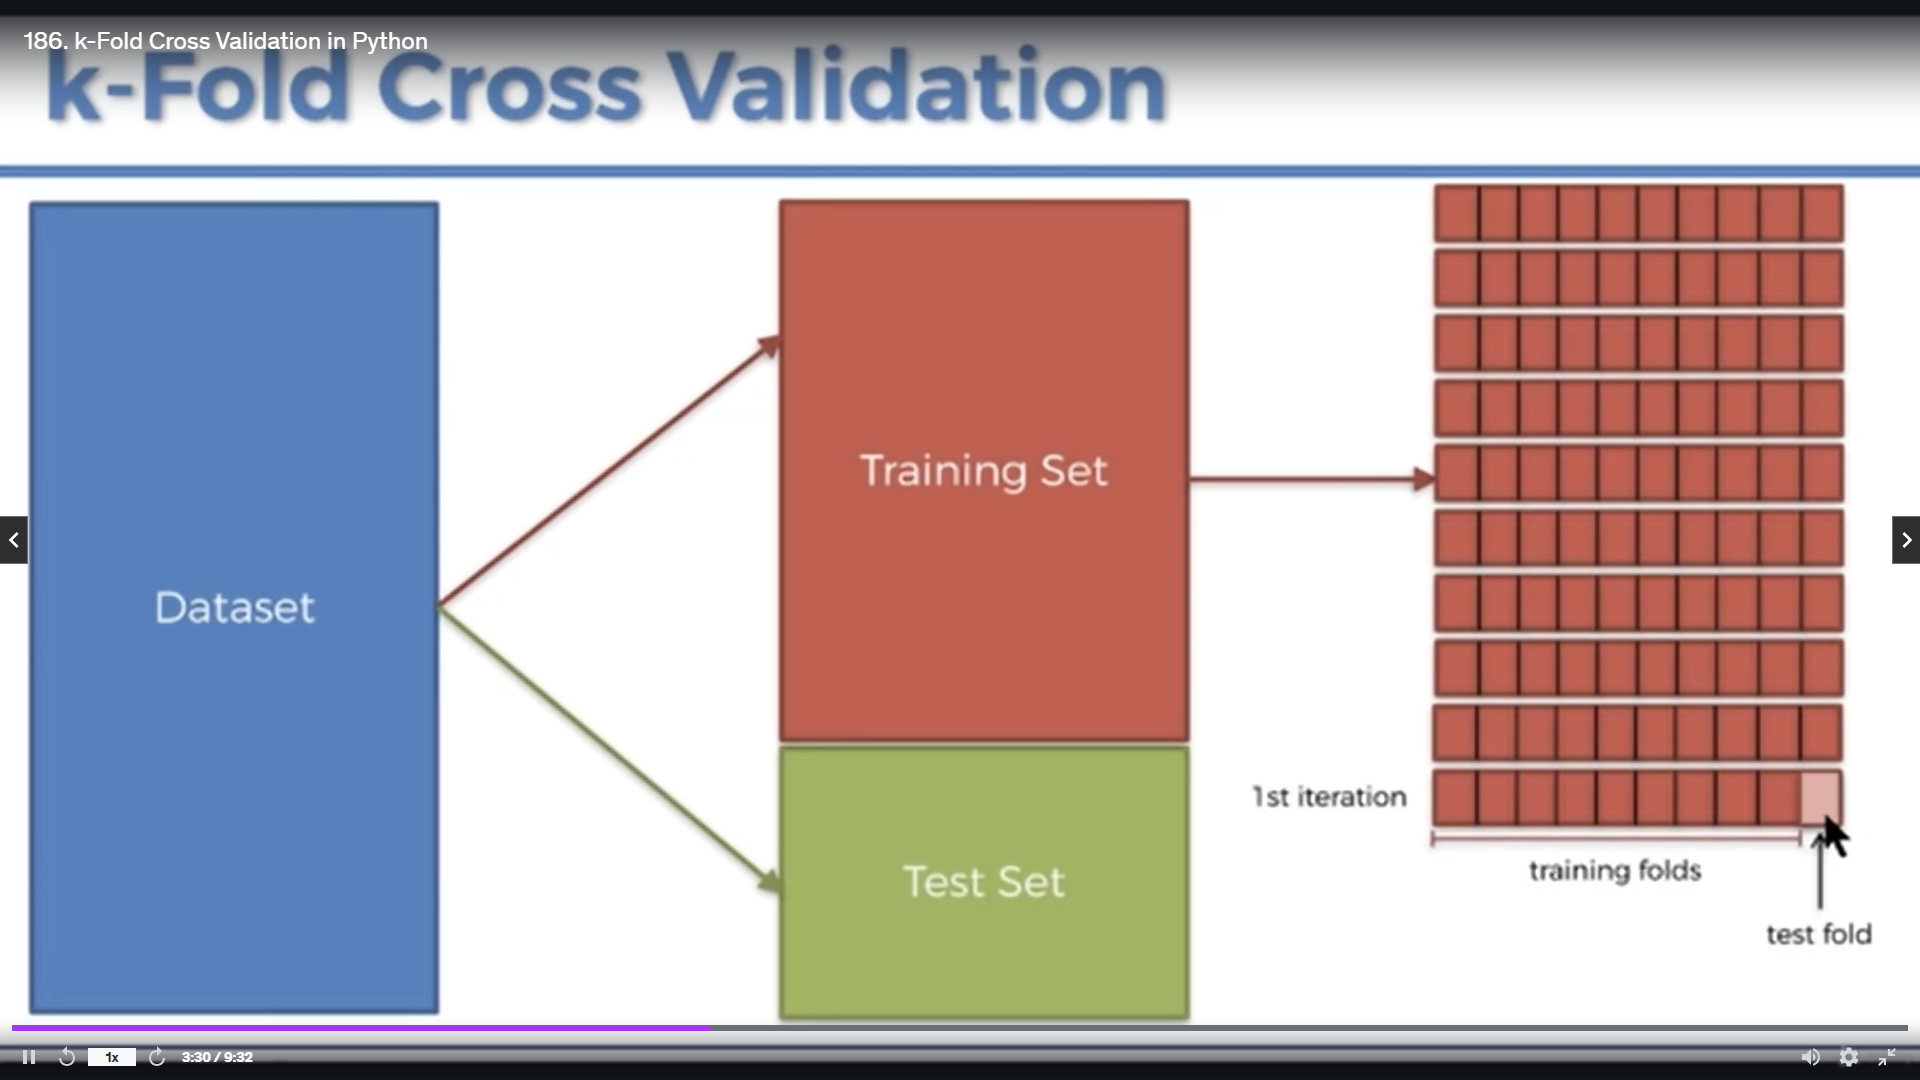 186. k-Fold Cross Validation in Python
k-Fold Cross Validation
Dataset
Training Set
Test Set
1st iteration
training folds
test fold
1x
3:30 / 9:32